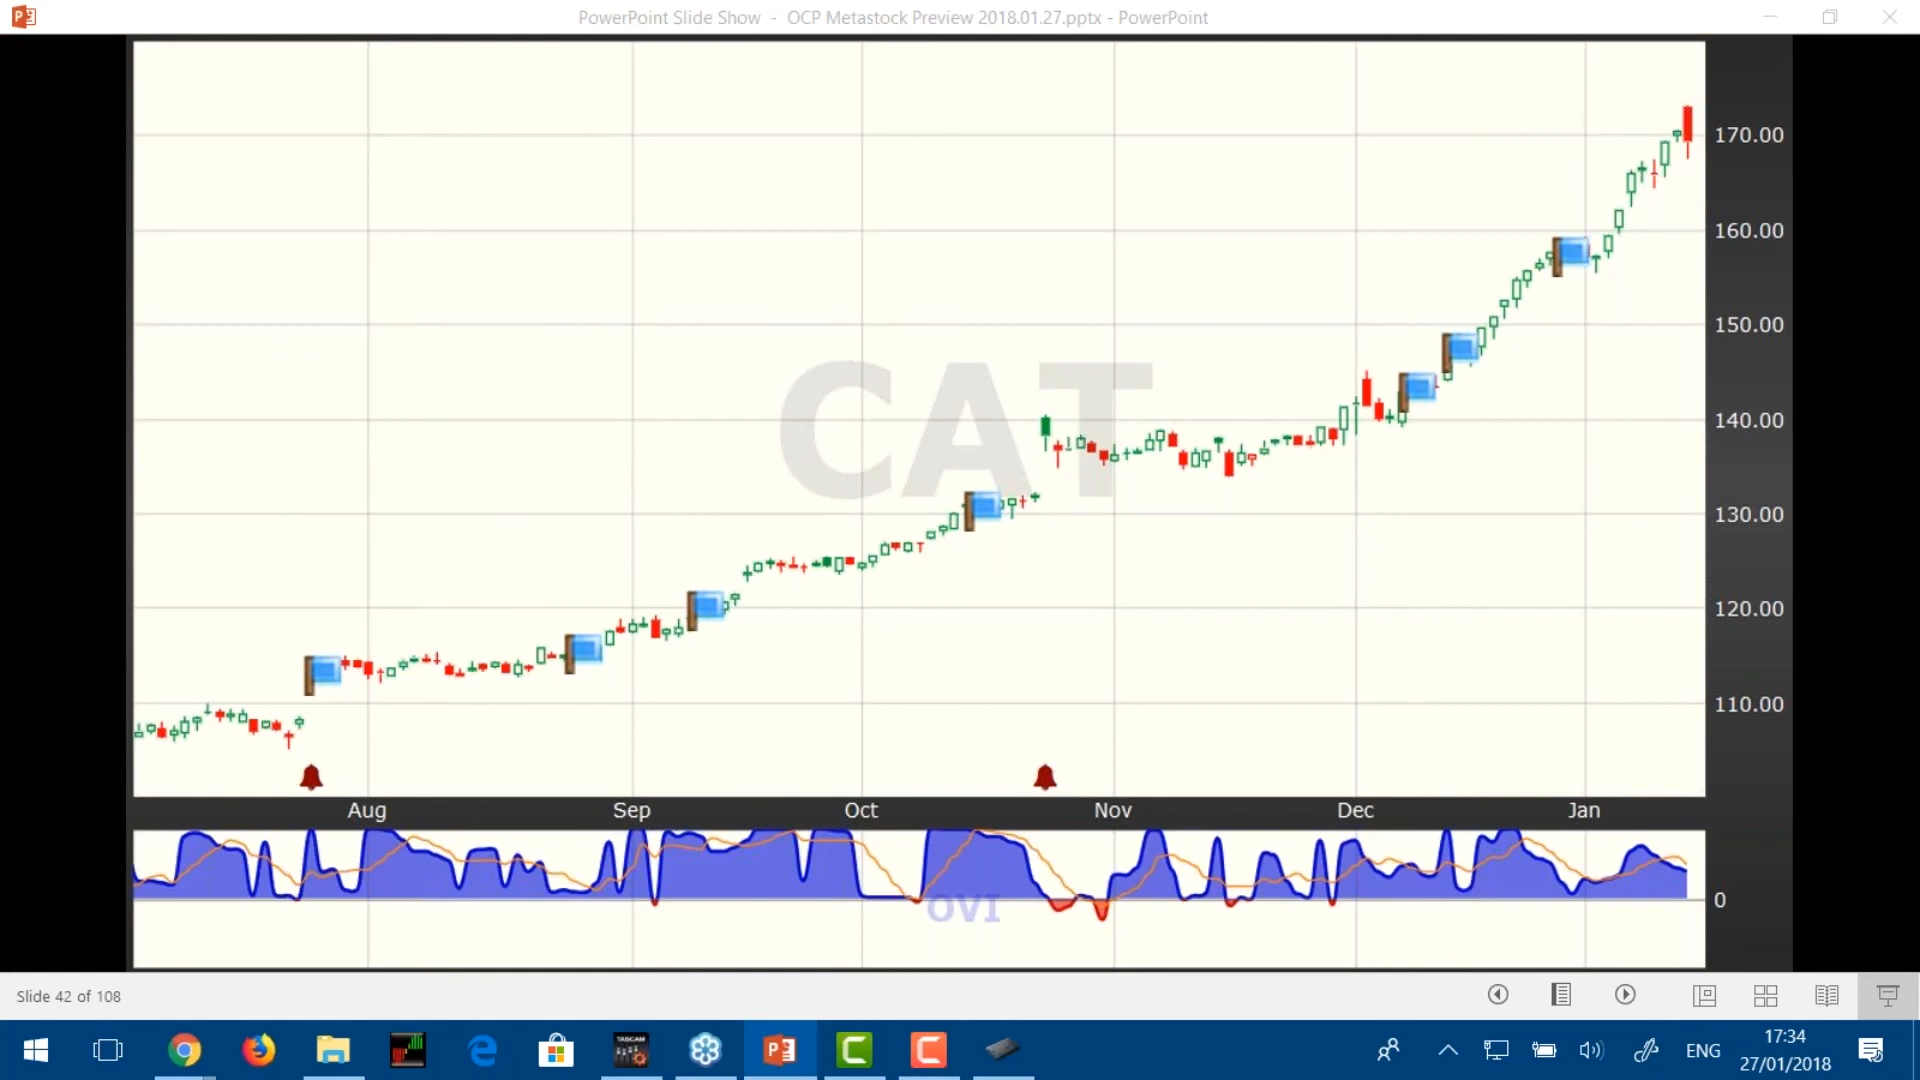 PowerPoint Slide Show - OCP Metastock Preview 2018.01.27.pptx - PowerPoint
170.00
160.00
150.00
CAT
140.00
130.00
120.00
110.00
Aug Sep Oct Nov Dec Jan
0
OVI
Slide 42 of 108
TASCAM
ENG
17:34
27/01/2018